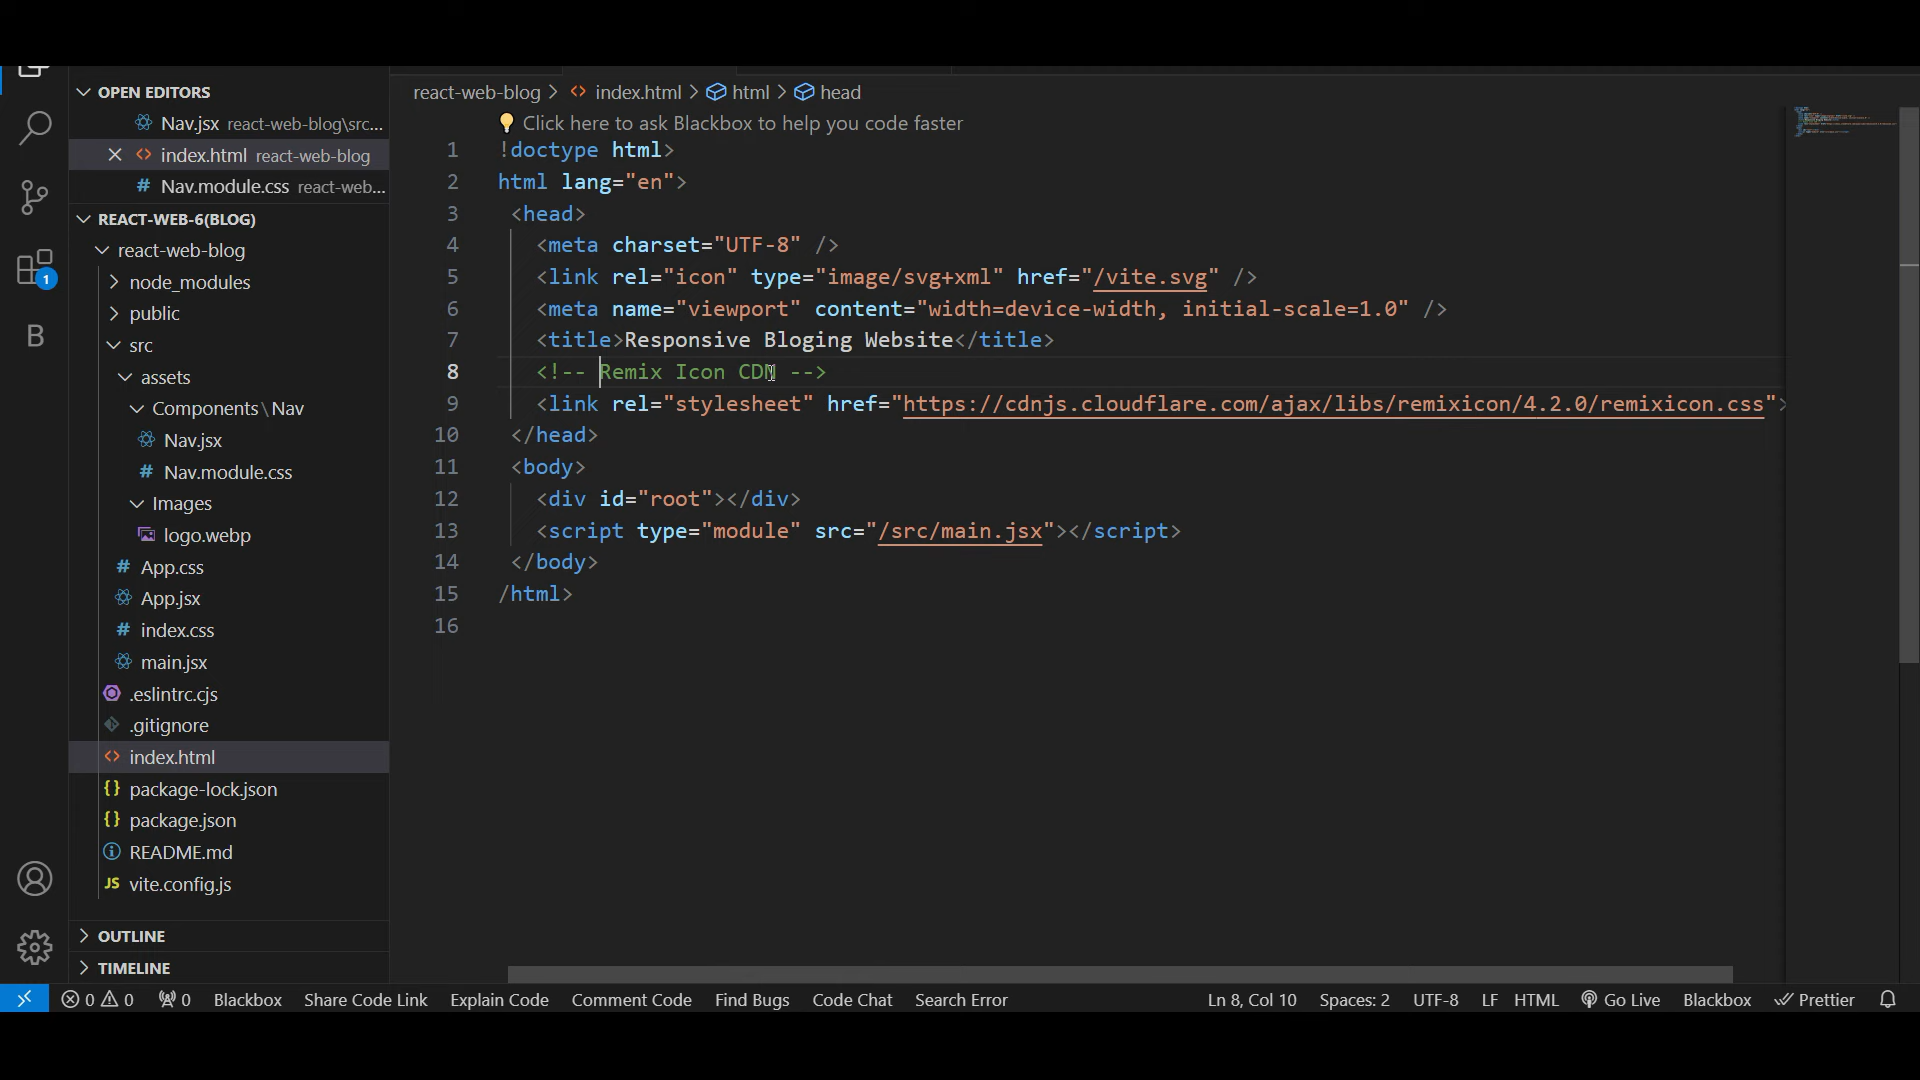 OPEN EDITORS
Nav.jsx react-web-blog\src...
index.html react-web-blog
Nav.module.css react-web...
REACT-WEB-6(BLOG)
react-web-blog
node_modules
public
src
assets
Components\Nav
Nav.jsx
Nav.module.css
Images
logo.webp
App.css
App.jsx
index.css
main.jsx
.eslintrc.cjs
.gitignore
index.html
package-lock.json
package.json
README.md
JS vite.config.js
OUTLINE
TIMELINE
1
B
react-web-blog > index.html > html > head
Click here to ask Blackbox to help you code faster
1 !doctype html>
2 html lang="en">
3 <head>
4 <meta charset="UTF-8" />
5 <link rel="icon" type="image/svg+xml" href="/vite.svg" />
6 <meta name="viewport" content="width=device-width, initial-scale=1.0" />
7 <title>Responsive Bloging Website</title>
8 <!-- Remix Icon CDN -->
9 <link rel="stylesheet" href="https://cdnjs.cloudflare.com/ajax/libs/remixicon/4.2.0/remixicon.css">
10 </head>
11 <body>
12 <div id="root"></div>
13 <script type="module" src="/src/main.jsx"></script>
14 </body>
15 /html>
16
0 0 0 Blackbox Share Code Link Explain Code Comment Code Find Bugs Code Chat Search Error Ln 8, Col 10 Spaces: 2 UTF-8 LF HTML Go Live Blackbox Prettier